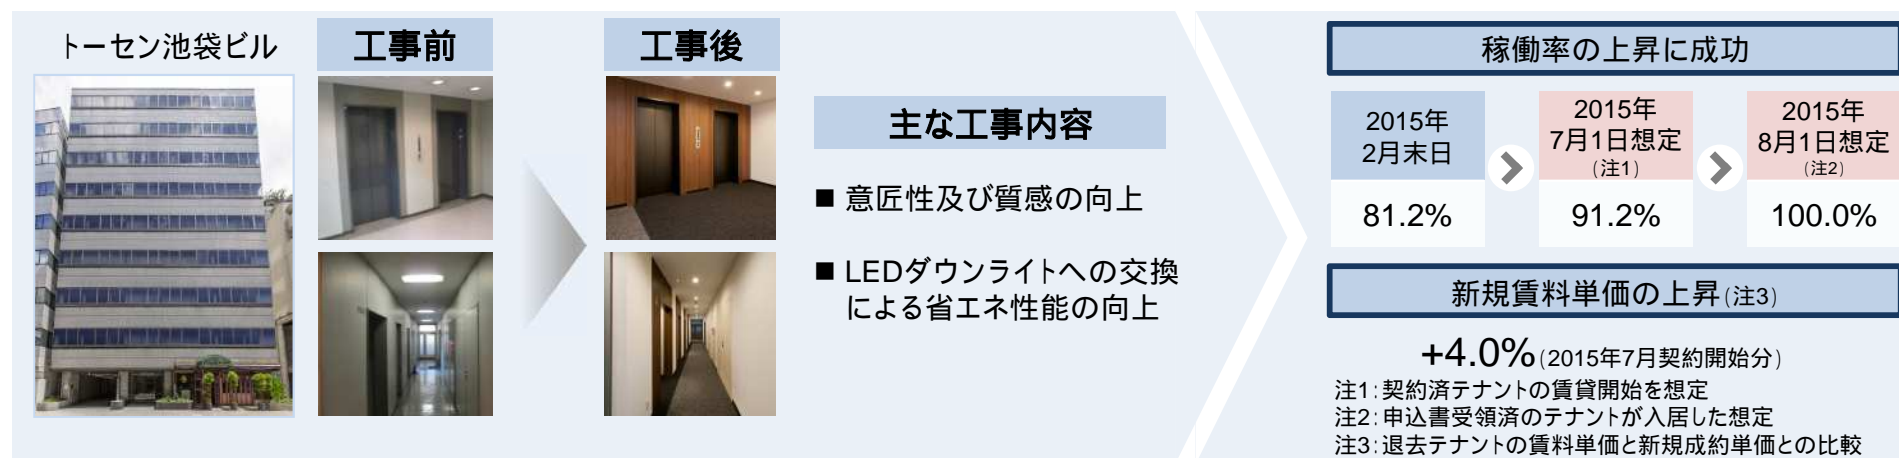 トーセン池袋ビル
工事前
工事後
主な工事内容
■ 意匠性及び質感の向上
■ LEDダウンライトへの交換
による省エネ性能の向上
稼働率の上昇に成功
2015年
2月末日
81.2%
2015年
7月1日想定
(注1)
91.2%
2015年
8月1日想定
(注2)
100.0%
新規賃料単価の上昇(注3)
+4.0%(2015年7月契約開始分)
注1:契約済テナントの賃貸開始を想定
注2:申込書受領済のテナントが入居した想定
注3:退去テナントの賃料単価と新規成約単価との比較